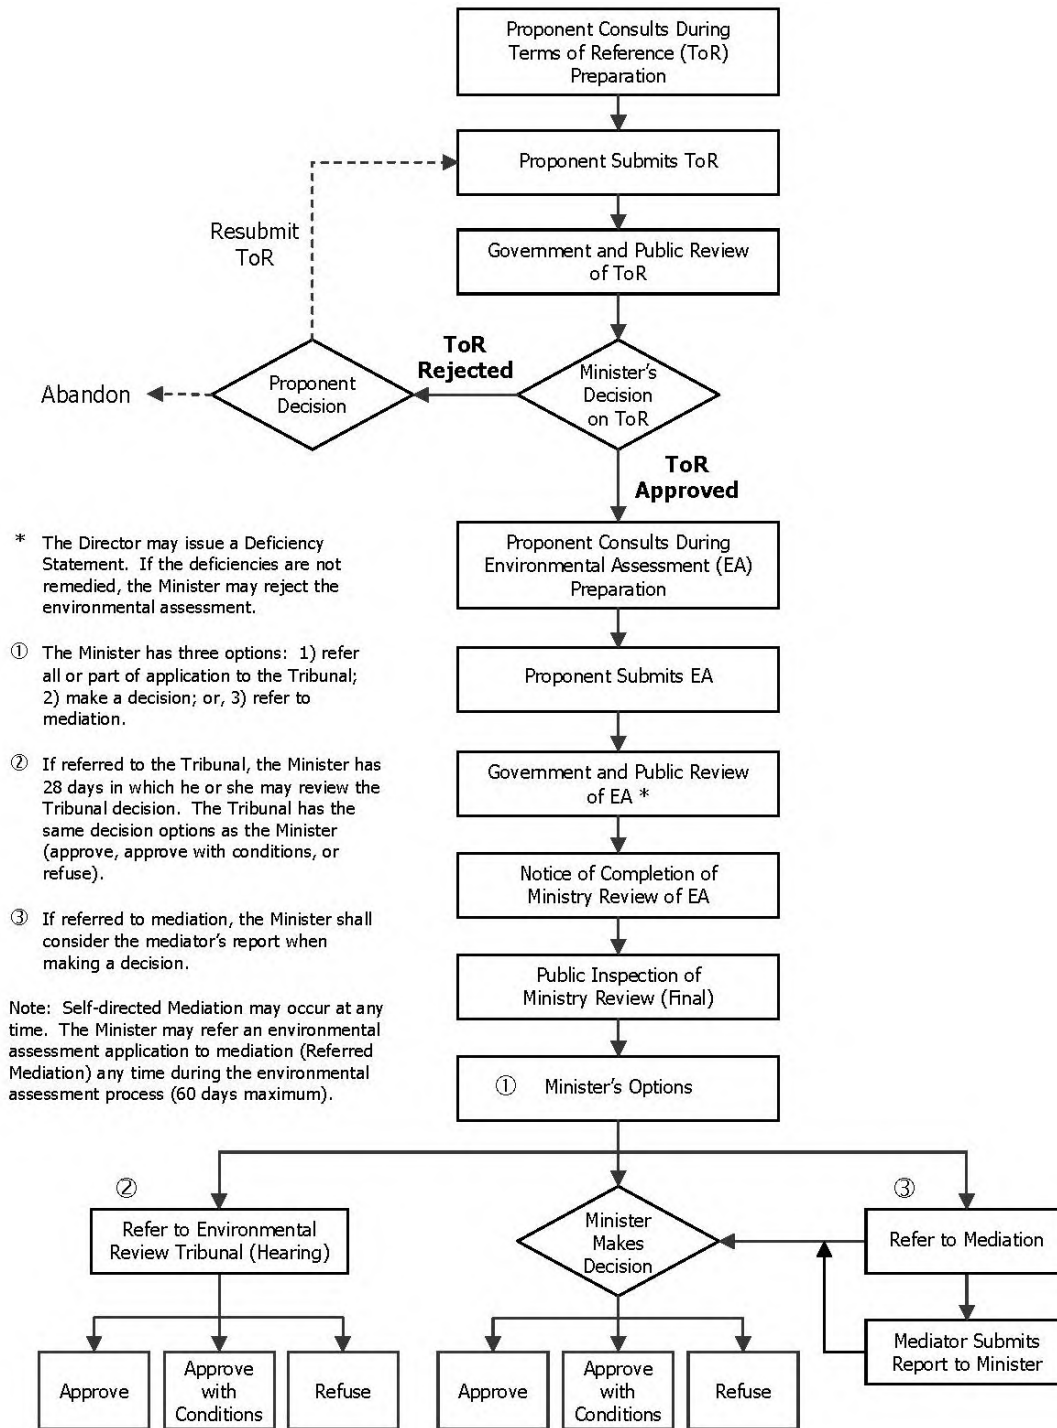 Proponent Consults During
Terms of Reference (ToR)
Preparation
Proponent Submits ToR
Resubmit
ToR
Government and Public Review
of ToR
ToR
Rejected
Minister's
Decision
on ToR
Proponent
Decision
Abandon
ToR
Approved
* The Director may issue a Deficiency
Statement. If the deficiencies are not
remedied, the Minister may reject the
environmental assessment.
① The Minister has three options: 1) refer
all or part of application to the Tribunal;
2) make a decision; or, 3) refer to
mediation.
② If referred to the Tribunal, the Minister has
28 days in which he or she may review the
Tribunal decision. The Tribunal has the
same decision options as the Minister
(approve, approve with conditions, or
refuse).
③ If referred to mediation, the Minister shall
consider the mediator's report when
making a decision.
Note: Self-directed Mediation may occur at any
time. The Minister may refer an environmental
assessment application to mediation (Referred
Mediation) any time during the environmental
assessment process (60 days maximum).
Proponent Consults During
Environmental Assessment (EA)
Preparation
Proponent Submits EA
Government and Public Review
of EA *
Notice of Completion of
Ministry Review of EA
Public Inspection of
Ministry Review (Final)
① Minister's Options
②
Refer to Environmental
Review Tribunal (Hearing)
Minister
Makes
Decision
③
Refer to Mediation
Mediator Submits
Report to Minister
Approve
Approve
with
Conditions
Refuse
Approve
Approve
with
Conditions
Refuse